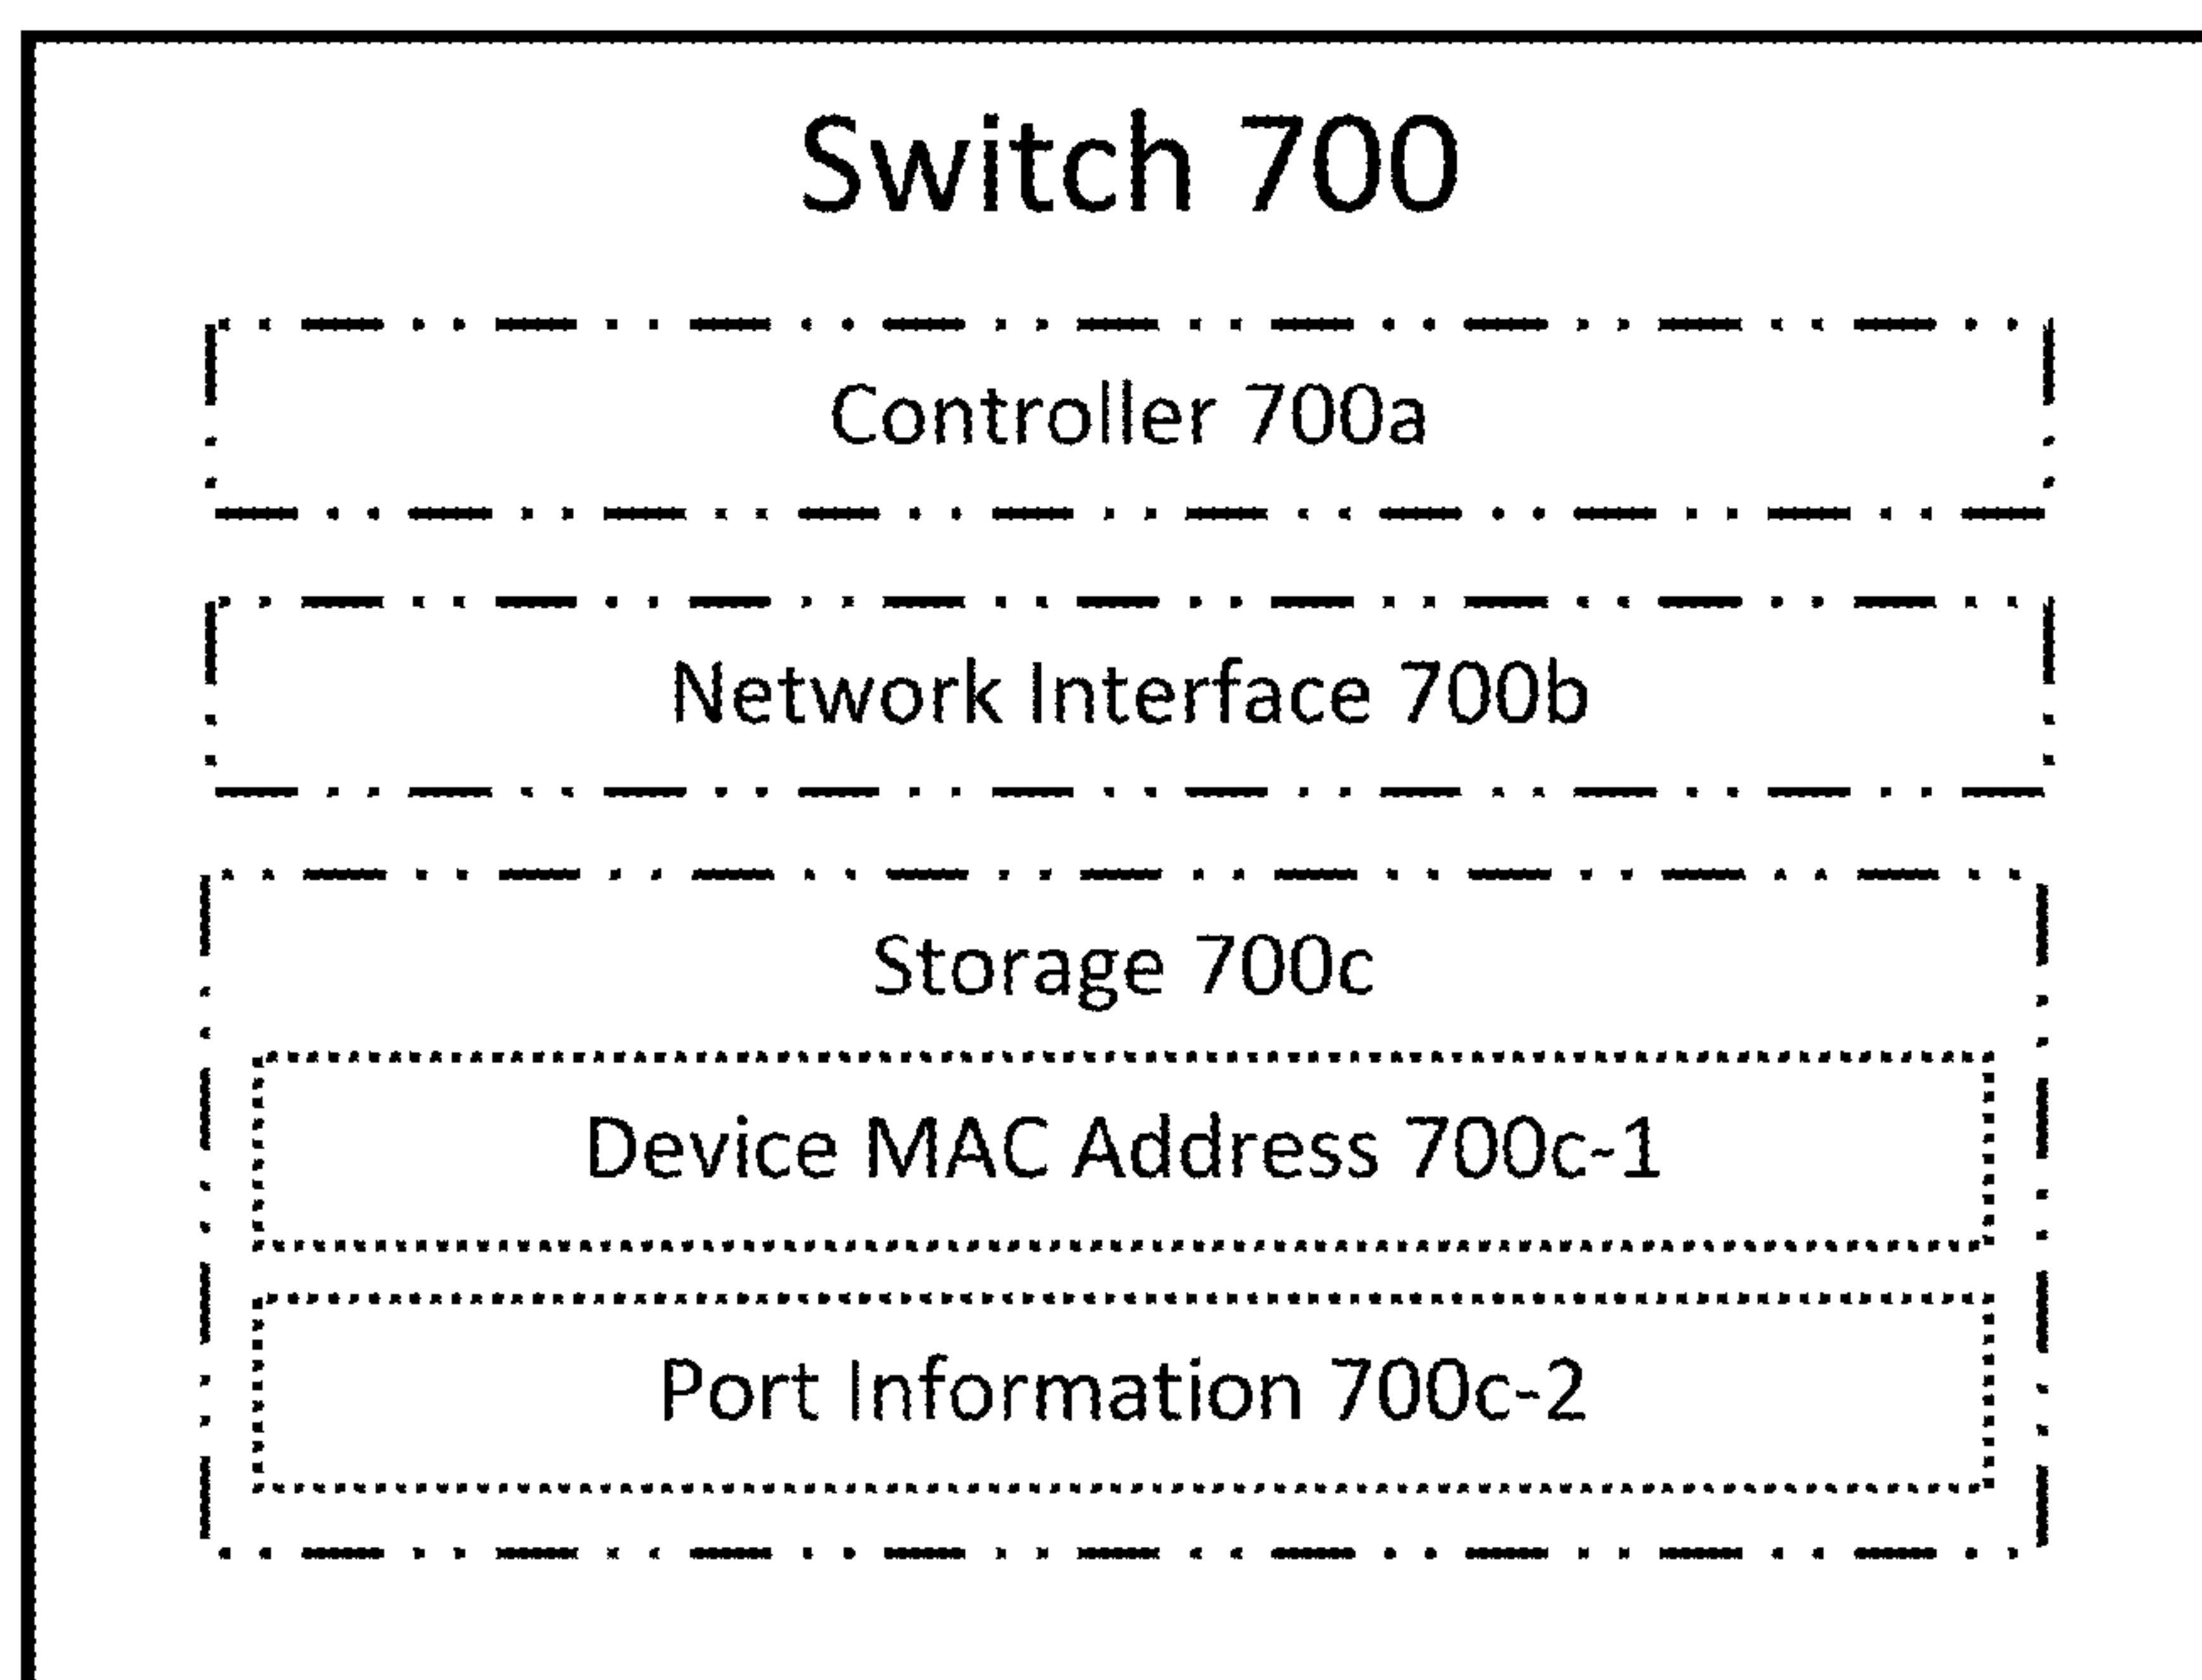 Switch 700
Controller 700a
Network Interface 700b
Storage 700c
Device MAC Address 700c-1
Port Information 700c-2